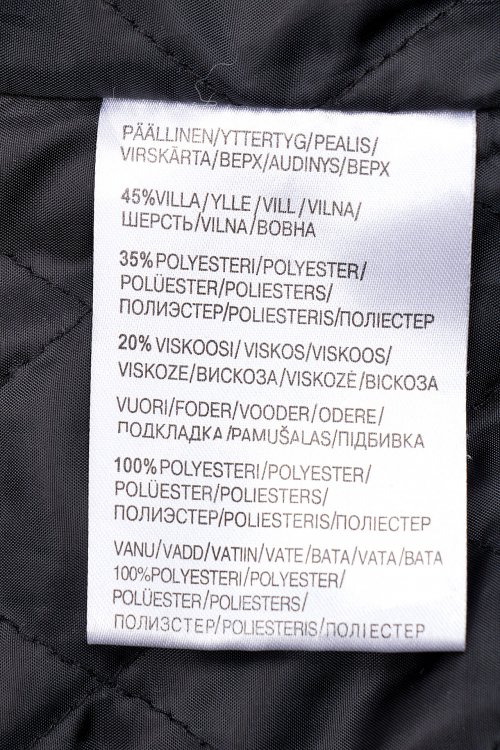 PÄÄLLINEN/YTTERTYG/PEALIS/
VIRSKĀRTA/ВЕРХ/AUDINYS/ВЕРХ
45%VILLA/YLLE/VILL/VILNA/
ШЕРСТЬ/VILNA/ВОВНА
35%POLYESTERI/POLYESTER/
POLÜESTER/POLIESTERS/
ПОЛИЭСТЕР/POLIESTERIS/ПОЛІЕСТЕР
20% VISKOOSI/ VISKOS/VISKOOS/
VISKOZE/ВИСКОЗА/VISKOZĖ/ВІСКОЗА
VUORI/FODER/VOODER/ODERE/
ПОДКЛАДКА/PAMUŠALAS/ПІДБИВКА
100%POLYESTERI/POLYESTER/
POLÜESTER/POLIESTERS/
ПОЛИЭСТЕР/POLIESTERIS/ПОЛІЕСТЕР
VANU/VADD/VATIIN/VATE/ВАТА/VATA/ВАТА
100%POLYESTERI/POLYESTER/
POLÜESTER/POLIESTERS/
ПОЛИЭСТЕР/POLIESTERIS/ПОЛІЕСТЕР